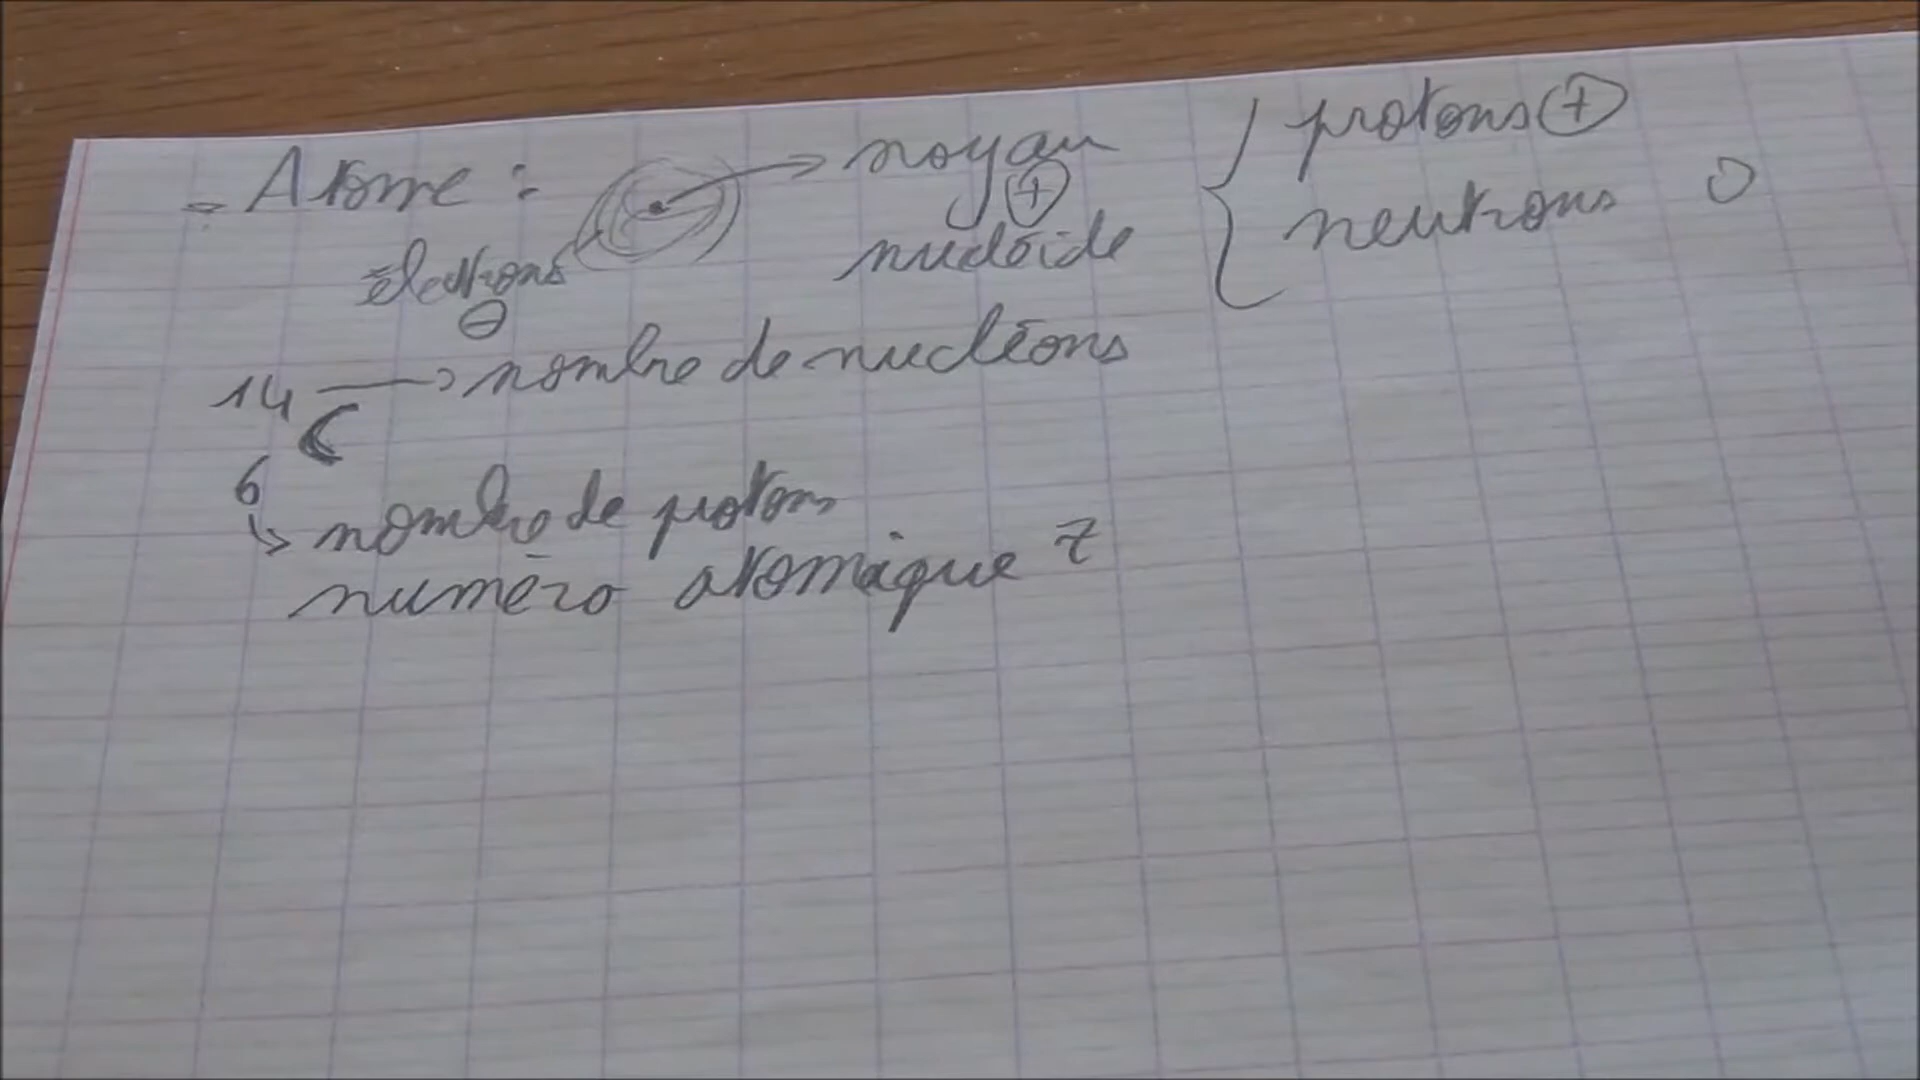 - Atome : → noyau { protons ⊕
⊕
électrons nucléide neutrons 0
⊖
14 → nombre de nucléons
C
6
↳ nombre de protons
numéro atomique Z